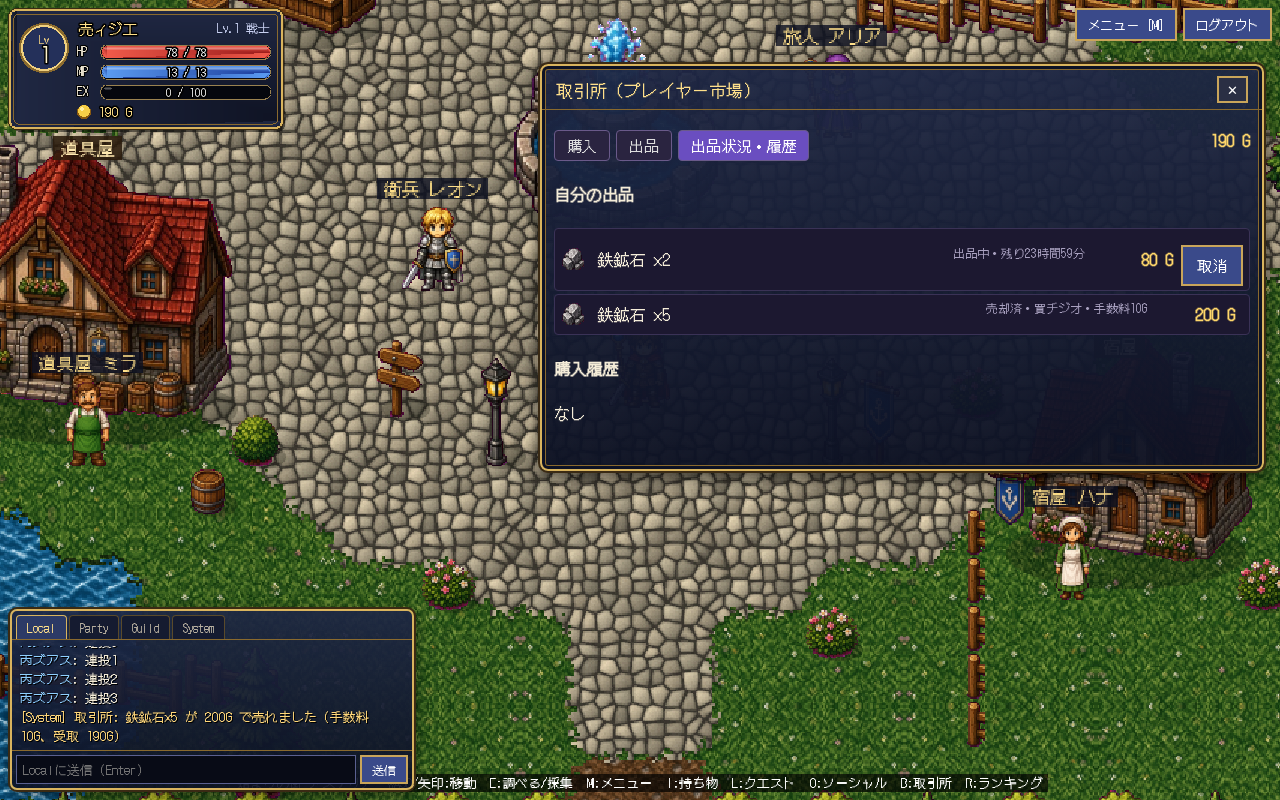 売ィジエ
Lv.1 戦士
Lv
1
HP 78 / 78
MP 13 / 13
EX 0 / 100
190 G
メニュー [M]
ログアウト
旅人 アリア
道具屋
衛兵 レオン
道具屋 ミラ
宿屋 ハナ
取引所（プレイヤー市場）
×
購入
出品
出品状況・履歴
190 G
自分の出品
鉄鉱石 x2
出品中・残り23時間59分
80 G
取消
鉄鉱石 x5
売却済・買チジオ・手数料10G
200 G
購入履歴
なし
宿屋
Local
Party
Guild
System
丙ズアス: 連投1
丙ズアス: 連投2
丙ズアス: 連投3
[System] 取引所: 鉄鉱石x5 が 200G で売れました（手数料
10G、受取 190G）
Localに送信（Enter）
送信
矢印:移動 E:調べる/採集 M:メニュー I:持ち物 L:クエスト O:ソーシャル B:取引所 R:ランキング